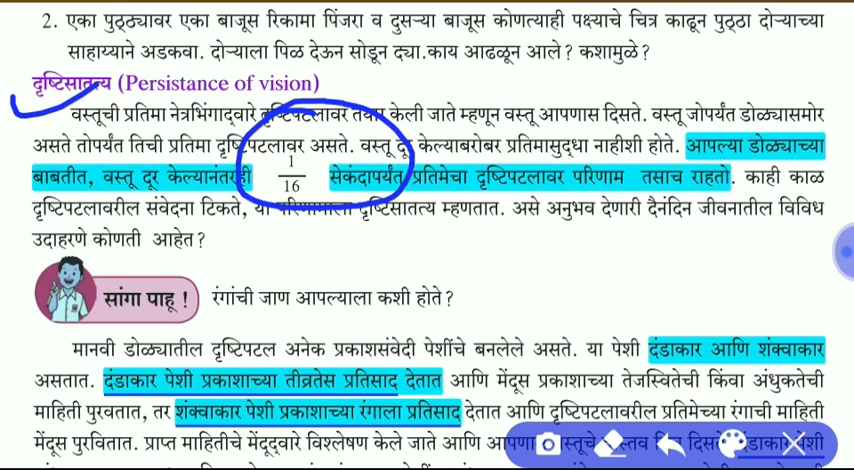 2. एका पुठ्ठ्यावर एका बाजूस रिकामा पिंजरा व दुसऱ्या बाजूस कोणत्याही पक्ष्याचे चित्र काढून पुठ्ठा दोऱ्याच्या
साहाय्याने अडकवा. दोऱ्याला पिळ देऊन सोडून द्या.काय आढळून आले? कशामुळे?
दृष्टिसातत्य (Persistance of vision)
वस्तूची प्रतिमा नेत्रभिंगाद्वारे दृष्टिपटलावर तयार केली जाते म्हणून वस्तू आपणास दिसते. वस्तू जोपर्यंत डोळ्यासमोर
असते तोपर्यंत तिची प्रतिमा दृष्टिपटलावर असते. वस्तू दूर केल्याबरोबर प्रतिमासुद्धा नाहीशी होते. आपल्या डोळ्याच्या
बाबतीत, वस्तू दूर केल्यानंतरही 1/16 सेकंदापर्यंत प्रतिमेचा दृष्टिपटलावर परिणाम तसाच राहतो. काही काळ
दृष्टिपटलावरील संवेदना टिकते, या परिणामाला दृष्टिसातत्य म्हणतात. असे अनुभव देणारी दैनंदिन जीवनातील विविध
उदाहरणे कोणती आहेत?
सांगा पाहू ! रंगांची जाण आपल्याला कशी होते?
मानवी डोळ्यातील दृष्टिपटल अनेक प्रकाशसंवेदी पेशींचे बनलेले असते. या पेशी दंडाकार आणि शंक्वाकार
असतात. दंडाकार पेशी प्रकाशाच्या तीव्रतेस प्रतिसाद देतात आणि मेंदूस प्रकाशाच्या तेजस्वितेची किंवा अंधुकतेची
माहिती पुरवतात, तर शंक्वाकार पेशी प्रकाशाच्या रंगाला प्रतिसाद देतात आणि दृष्टिपटलावरील प्रतिमेच्या रंगाची माहिती
मेंदूस पुरवितात. प्राप्त माहितीचे मेंदूद्वारे विश्लेषण केले जाते आणि